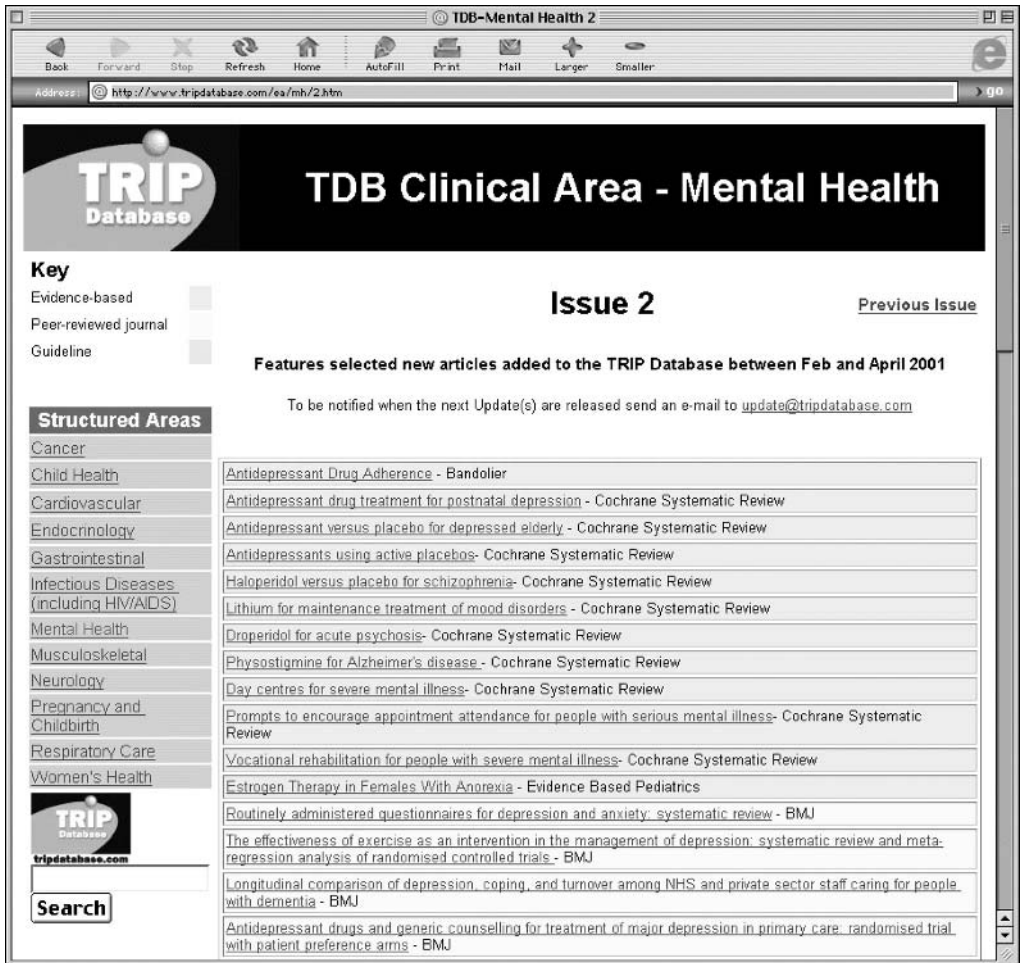 @ TDB-Mental Health 2
Back Forward Stop Refresh Home AutoFill Print Mail Larger Smaller
Address: @ http://www.tripdatabase.com/ea/mh/2.htm go
TRIP
Database
TDB Clinical Area - Mental Health
Key
Evidence-based
Peer-reviewed journal
Guideline
Issue 2
Previous Issue
Features selected new articles added to the TRIP Database between Feb and April 2001
To be notified when the next Update(s) are released send an e-mail to update@tripdatabase.com
Structured Areas
Cancer
Child Health
Cardiovascular
Endocrinology
Gastrointestinal
Infectious Diseases
(including HIV/AIDS)
Mental Health
Musculoskeletal
Neurology
Pregnancy and
Childbirth
Respiratory Care
Women's Health
TRIP
Database
tripdatabase.com
Search
Antidepressant Drug Adherence - Bandolier
Antidepressant drug treatment for postnatal depression - Cochrane Systematic Review
Antidepressant versus placebo for depressed elderly - Cochrane Systematic Review
Antidepressants using active placebos- Cochrane Systematic Review
Haloperidol versus placebo for schizophrenia- Cochrane Systematic Review
Lithium for maintenance treatment of mood disorders - Cochrane Systematic Review
Droperidol for acute psychosis- Cochrane Systematic Review
Physostigmine for Alzheimer's disease - Cochrane Systematic Review
Day centres for severe mental illness- Cochrane Systematic Review
Prompts to encourage appointment attendance for people with serious mental illness- Cochrane Systematic
Review
Vocational rehabilitation for people with severe mental illness- Cochrane Systematic Review
Estrogen Therapy in Females With Anorexia - Evidence Based Pediatrics
Routinely administered questionnaires for depression and anxiety: systematic review - BMJ
The effectiveness of exercise as an intervention in the management of depression: systematic review and meta-
regression analysis of randomised controlled trials - BMJ
Longitudinal comparison of depression, coping, and turnover among NHS and private sector staff caring for people
with dementia - BMJ
Antidepressant drugs and generic counselling for treatment of major depression in primary care: randomised trial
with patient preference arms - BMJ